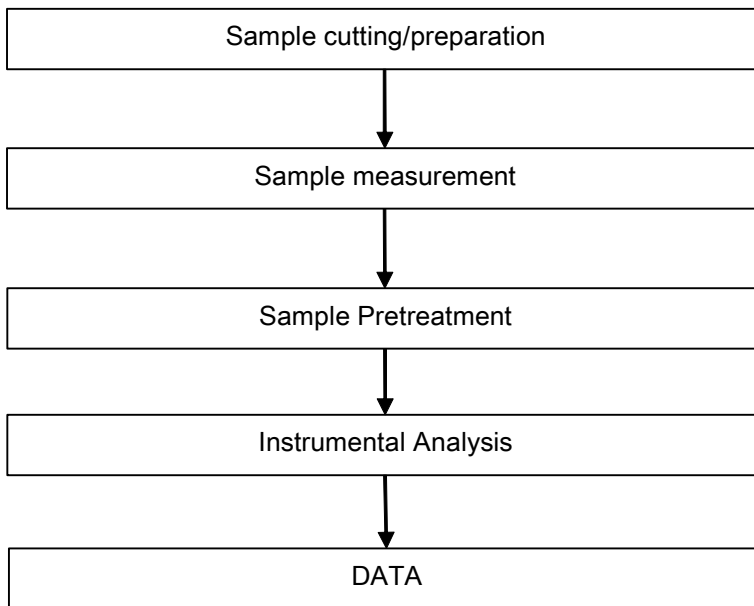 Sample cutting/preparation
Sample measurement
Sample Pretreatment
Instrumental Analysis
DATA